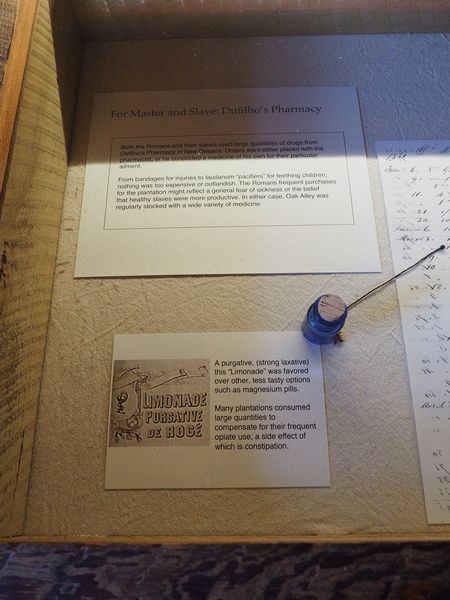 For Master and Slave: Dufilho's Pharmacy
Both the Romans and their slaves used large quantities of drugs from
Dufilho's Pharmacy in New Orleans. Orders were either placed with the
pharmacist, or he concocted a medicine of his own for their particular
ailment.
From bandages for injuries to laudanum "pacifiers" for teething children,
nothing was too expensive or outlandish. The Romans frequent purchases
for the plantation might reflect a general fear of sickness or the belief
that healthy slaves were more productive. In either case, Oak Alley was
regularly stocked with a wide variety of medicine.
LIMONADE
PURGATIVE
DE ROGÉ
A purgative, (strong laxative)
this "Limonade" was favored
over other, less tasty options
such as magnesium pills.
Many plantations consumed
large quantities to
compensate for their frequent
opiate use, a side effect of
which is constipation.